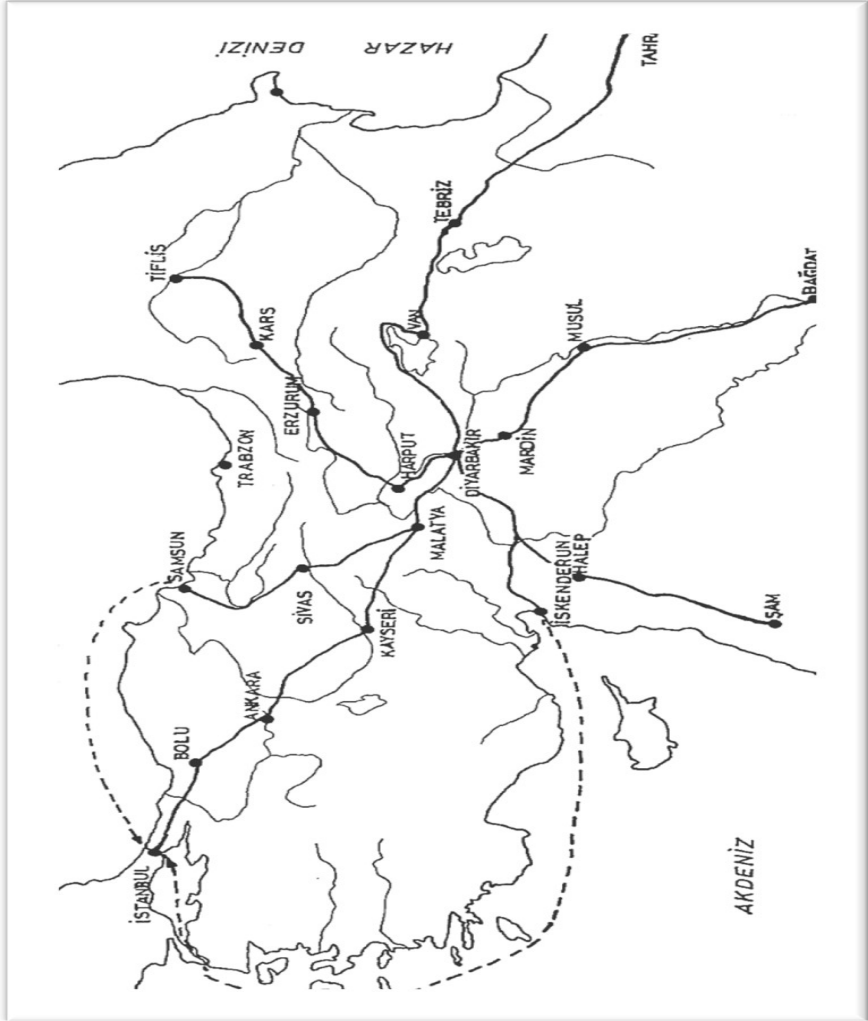 HAZAR DENİZİ
TAHR.
TİFLİS
TEBRİZ
KARS
VAN
MUSUL
BAĞDAT
ERZURUM
TRABZON
HARPUT
DİYARBAKIR
MARDİN
SAMSUN
MALATYA
SİVAS
İSKENDERUN
HALEP
ŞAM
KAYSERİ
ANKARA
BOLU
İSTANBUL
AKDENİZ